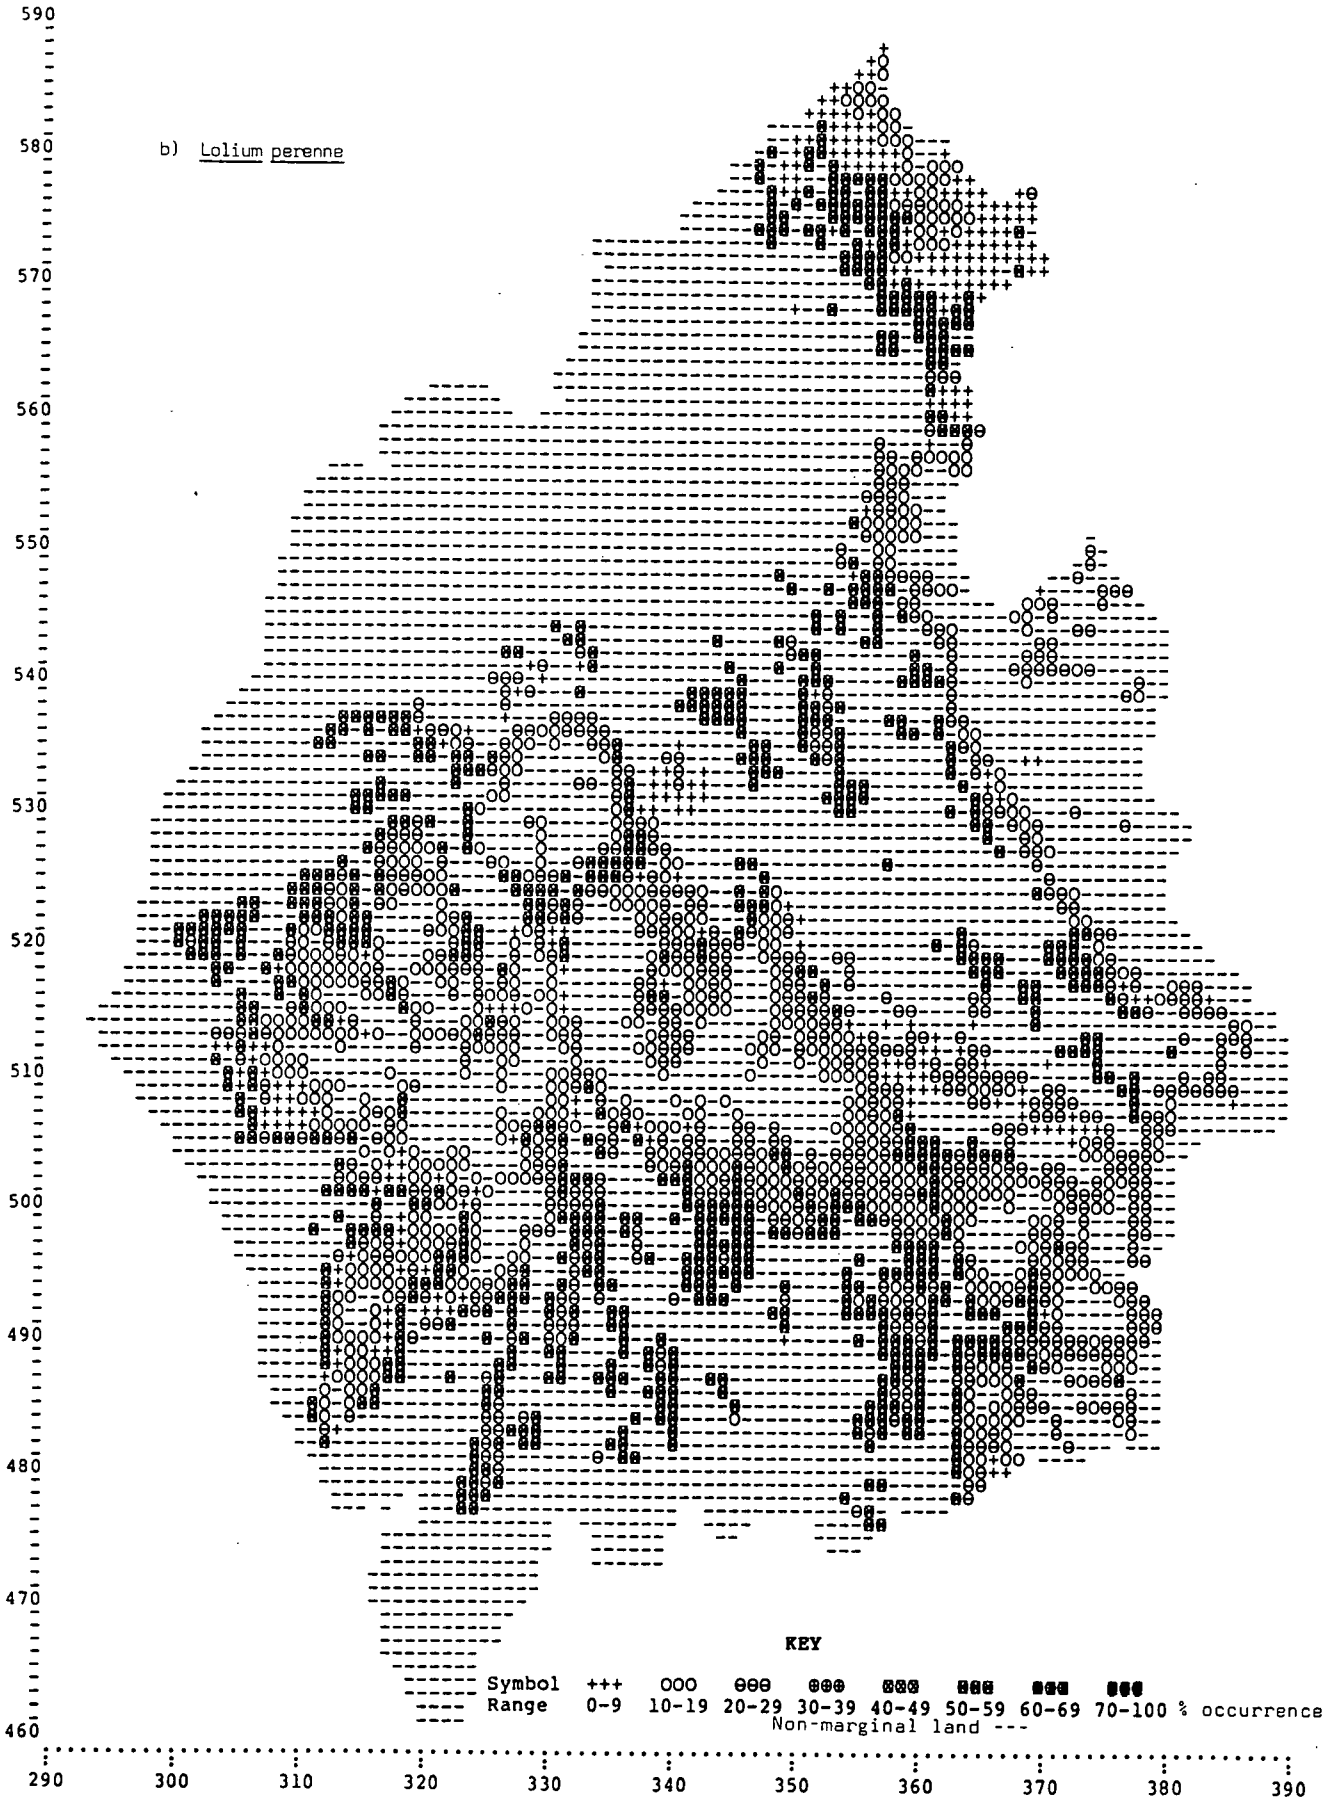 590
580
b) Lolium perenne
570
560
550
540
530
520
510
500
490
480
470
KEY
Symbol +++ OOO ΘΘΘ
Range 0-9 10-19 20-29 30-39 40-49 50-59 60-69 70-100 % occurrence
Non-marginal land ---
460
290 300 310 320 330 340 350 360 370 380 390